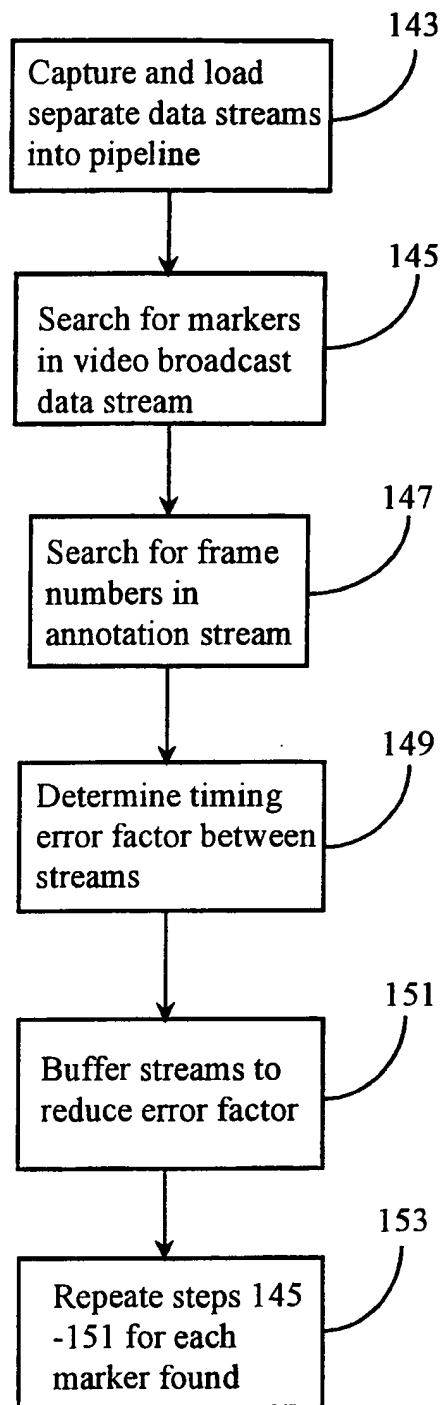 143
Capture and load
separate data streams
into pipeline
145
Search for markers
in video broadcast
data stream
147
Search for frame
numbers in
annotation stream
149
Determine timing
error factor between
streams
151
Buffer streams to
reduce error factor
153
Repeate steps 145
-151 for each
marker found